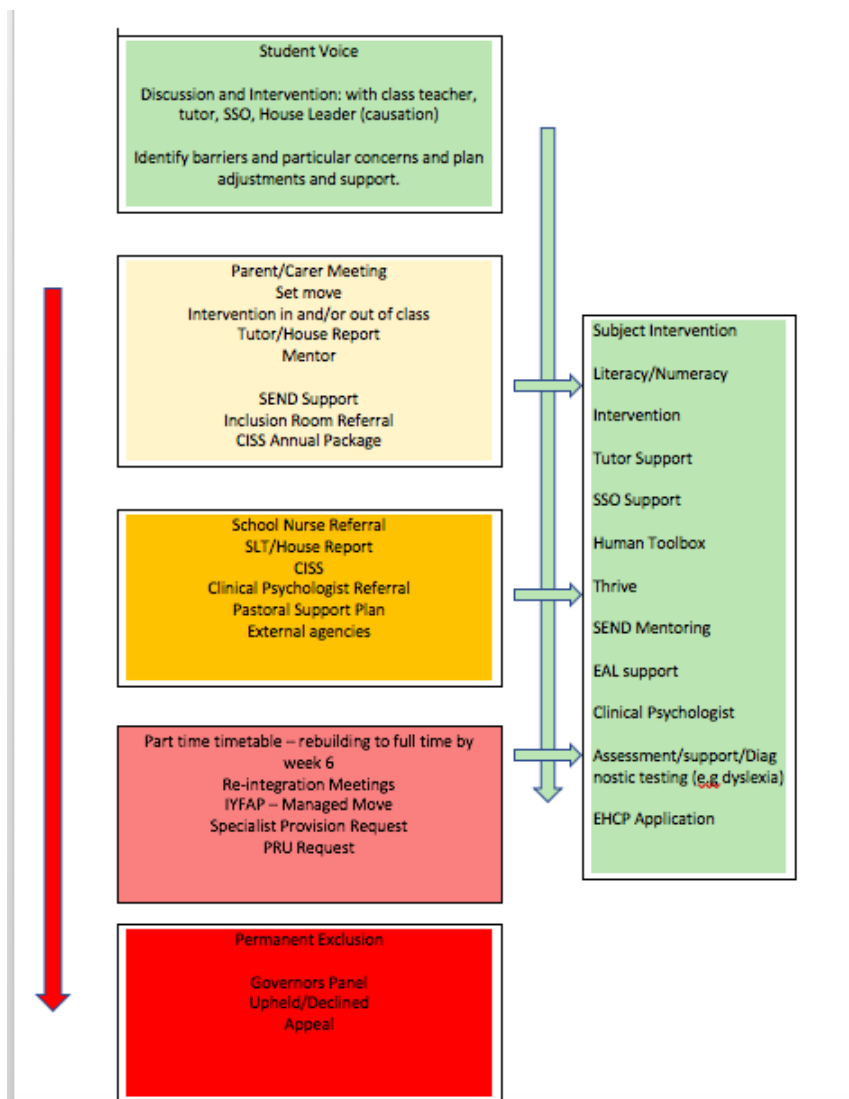 Student Voice
Discussion and Intervention: with class teacher,
tutor, SSO, House Leader (causation)
Identify barriers and particular concerns and plan
adjustments and support.
Parent/Carer Meeting
Set move
Intervention in and/or out of class
Tutor/House Report
Mentor
SEND Support
Inclusion Room Referral
CISS Annual Package
School Nurse Referral
SLT/House Report
CISS
Clinical Psychologist Referral
Pastoral Support Plan
External agencies
Part time timetable – rebuilding to full time by
week 6
Re-integration Meetings
IYFAP – Managed Move
Specialist Provision Request
PRU Request
Permanent Exclusion
Governors Panel
Upheld/Declined
Appeal
Subject Intervention
Literacy/Numeracy
Intervention
Tutor Support
SSO Support
Human Toolbox
Thrive
SEND Mentoring
EAL support
Clinical Psychologist
Assessment/support/Diag
nostic testing (e.g dyslexia)
EHCP Application